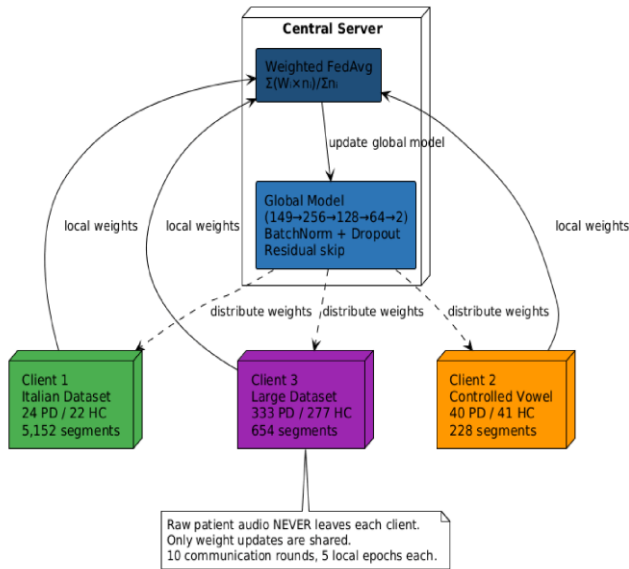 Central Server
Weighted FedAvg
Σ(Wᵢ×nᵢ)/Σnᵢ
update global model
Global Model
(149→256→128→64→2)
BatchNorm + Dropout
Residual skip
local weights
local weights
local weights
distribute weights
distribute weights
distribute weights
Client 1
Italian Dataset
24 PD / 22 HC
5,152 segments
Client 3
Large Dataset
333 PD / 277 HC
654 segments
Client 2
Controlled Vowel
40 PD / 41 HC
228 segments
Raw patient audio NEVER leaves each client.
Only weight updates are shared.
10 communication rounds, 5 local epochs each.